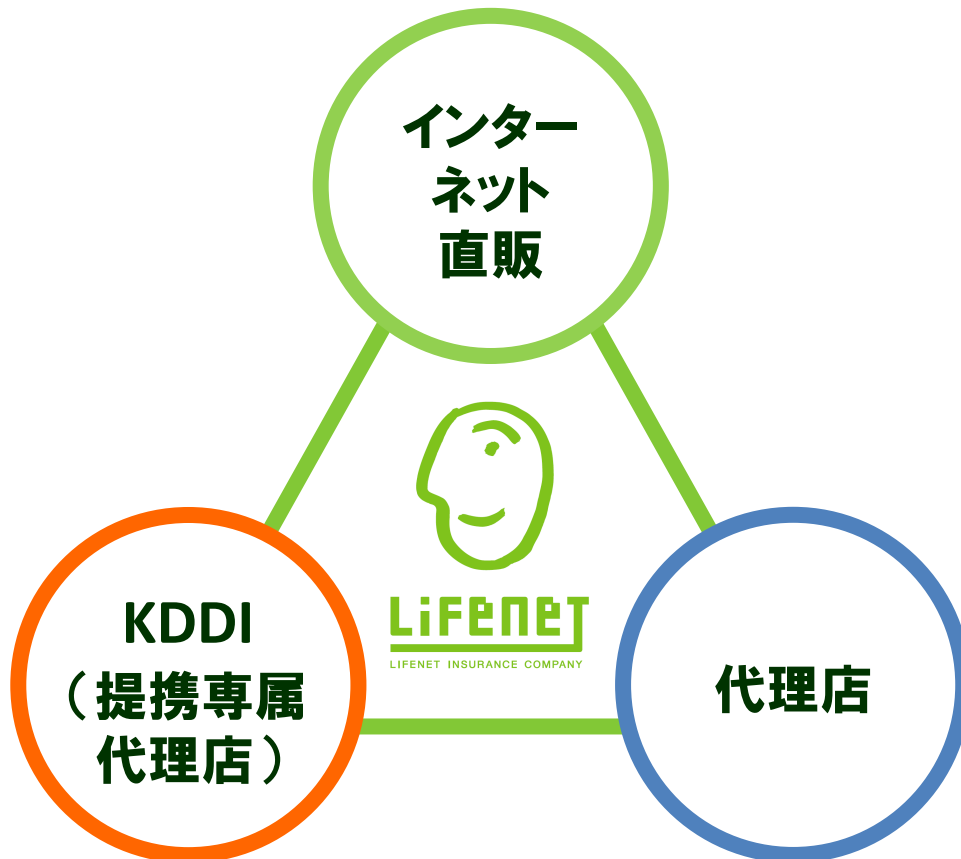 インター
ネット
直販
LIFENET
LIFENET INSURANCE COMPANY
KDDI
（提携専属
代理店）
代理店